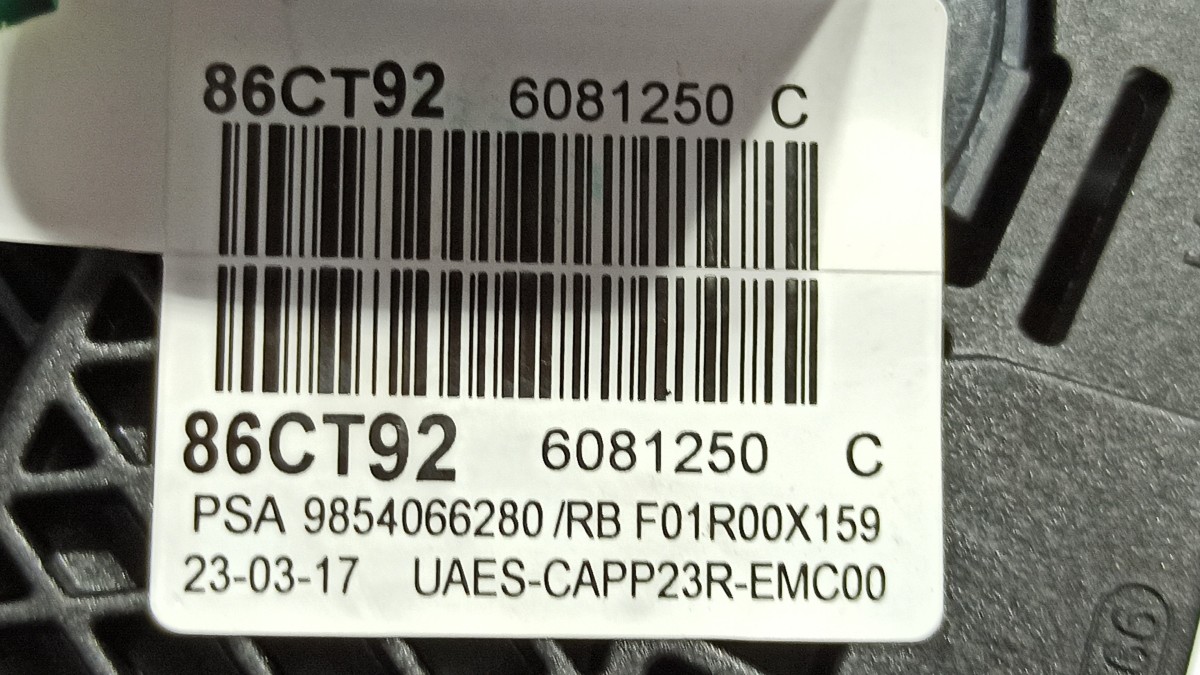 86CT92 6081250 C
86CT92 6081250 C
PSA 9854066280 /RB F01R00X159
23-03-17 UAES-CAPP23R-EMC00